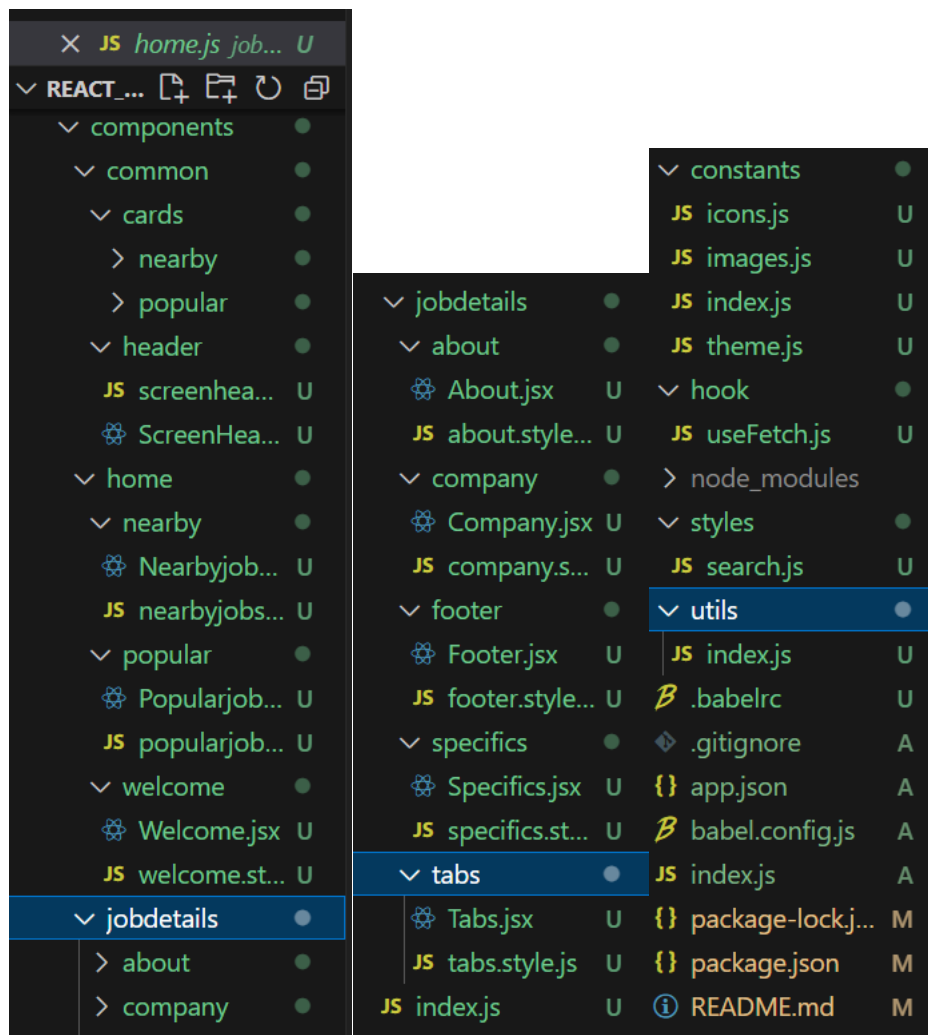 JS home.js job... U
REACT_...
components
common
cards
nearby
popular
header
JS screenhea... U
ScreenHea... U
home
nearby
Nearbyjob... U
JS nearbyjobs... U
popular
Popularjob... U
JS popularjob... U
welcome
Welcome.jsx U
JS welcome.st... U
jobdetails
about
company
jobdetails
about
About.jsx U
JS about.style... U
company
Company.jsx U
JS company.s... U
footer
Footer.jsx U
JS footer.style... U
specifics
Specifics.jsx U
JS specifics.st... U
tabs
Tabs.jsx U
JS tabs.style.js U
JS index.js U
constants
JS icons.js U
JS images.js U
JS index.js U
JS theme.js U
hook
JS useFetch.js U
node_modules
styles
JS search.js U
utils
JS index.js U
.babelrc U
.gitignore A
{} app.json A
babel.config.js A
JS index.js A
{} package-lock.j... M
{} package.json M
README.md M